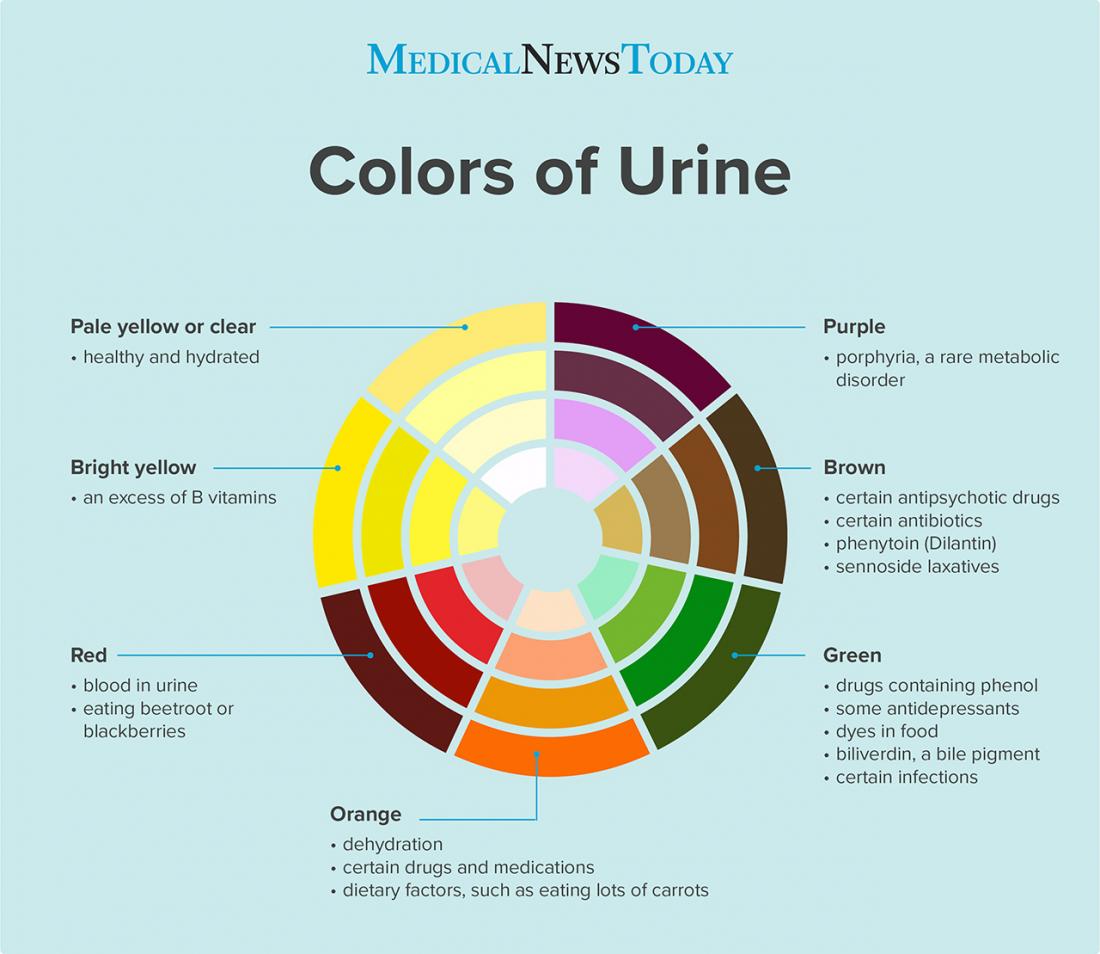 MEDICALNEWSTODAY
Colors of Urine
Pale yellow or clear
• healthy and hydrated
Purple
• porphyria, a rare metabolic
disorder
Bright yellow
• an excess of B vitamins
Brown
• certain antipsychotic drugs
• certain antibiotics
• phenytoin (Dilantin)
• sennoside laxatives
Red
• blood in urine
• eating beetroot or
blackberries
Green
• drugs containing phenol
• some antidepressants
• dyes in food
• biliverdin, a bile pigment
• certain infections
Orange
• dehydration
• certain drugs and medications
• dietary factors, such as eating lots of carrots